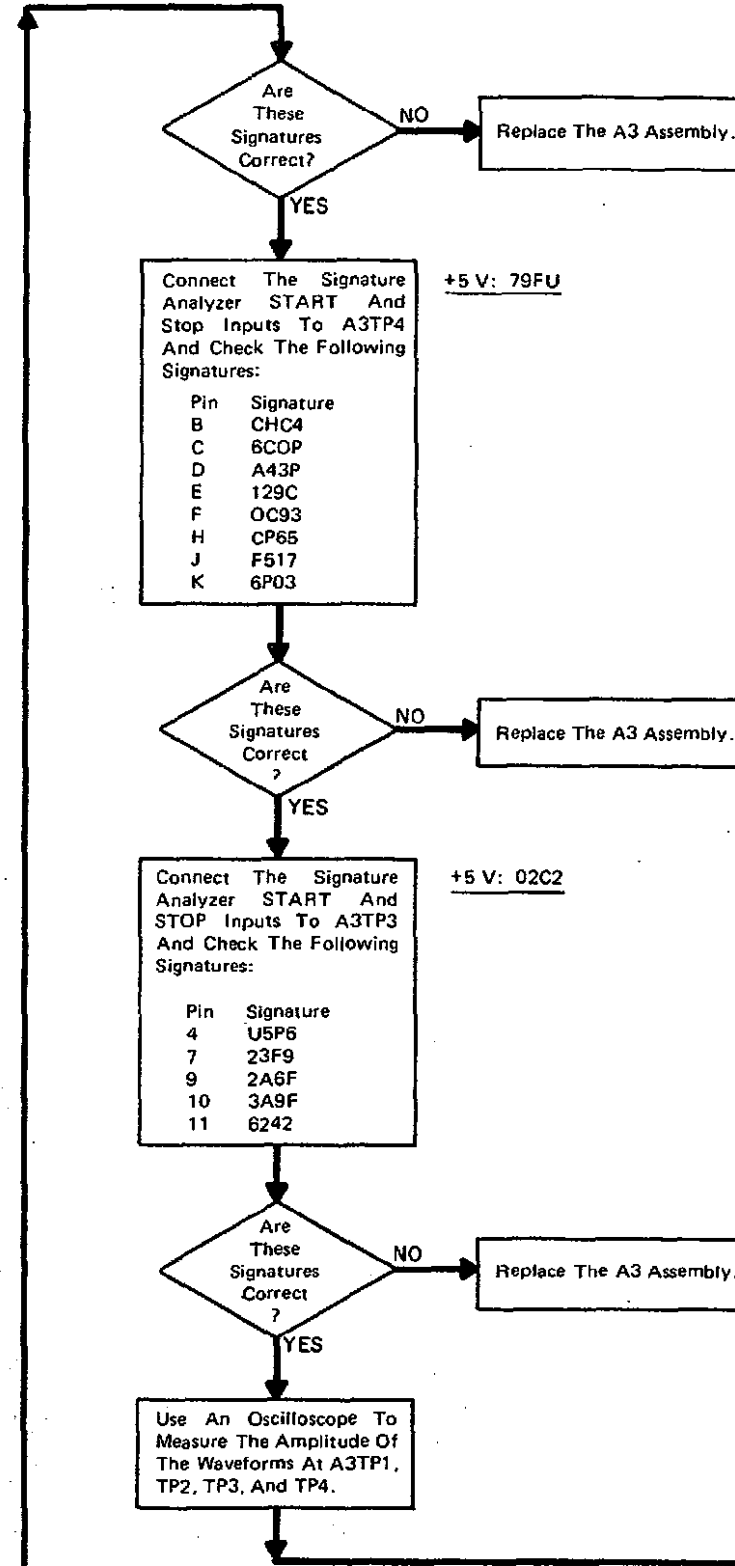 Are
These
Signatures
Correct?
NO
Replace The A3 Assembly.
YES
Connect The Signature
Analyzer START And
Stop Inputs To A3TP4
And Check The Following
Signatures:
+5 V: 79FU
Pin Signature
B CHC4
C 6COP
D A43P
E 129C
F OC93
H CP65
J F517
K 6P03
Are
These
Signatures
Correct
?
NO
Replace The A3 Assembly.
YES
Connect The Signature
Analyzer START And
STOP Inputs To A3TP3
And Check The Following
Signatures:
+5 V: 02C2
Pin Signature
4 U5P6
7 23F9
9 2A6F
10 3A9F
11 6242
Are
These
Signatures
Correct
?
NO
Replace The A3 Assembly.
YES
Use An Oscilloscope To
Measure The Amplitude Of
The Waveforms At A3TP1,
TP2, TP3, And TP4.